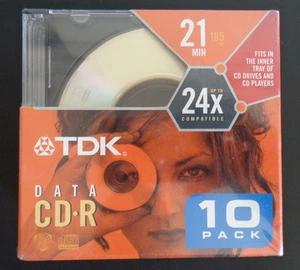 21
MIN
185
FITS IN
THE INNER
TRAY OF
CD DRIVES AND
CD PLAYERS
UP TO
24x
COMPATIBLE
TDK
DATA
CD-R
10
PACK